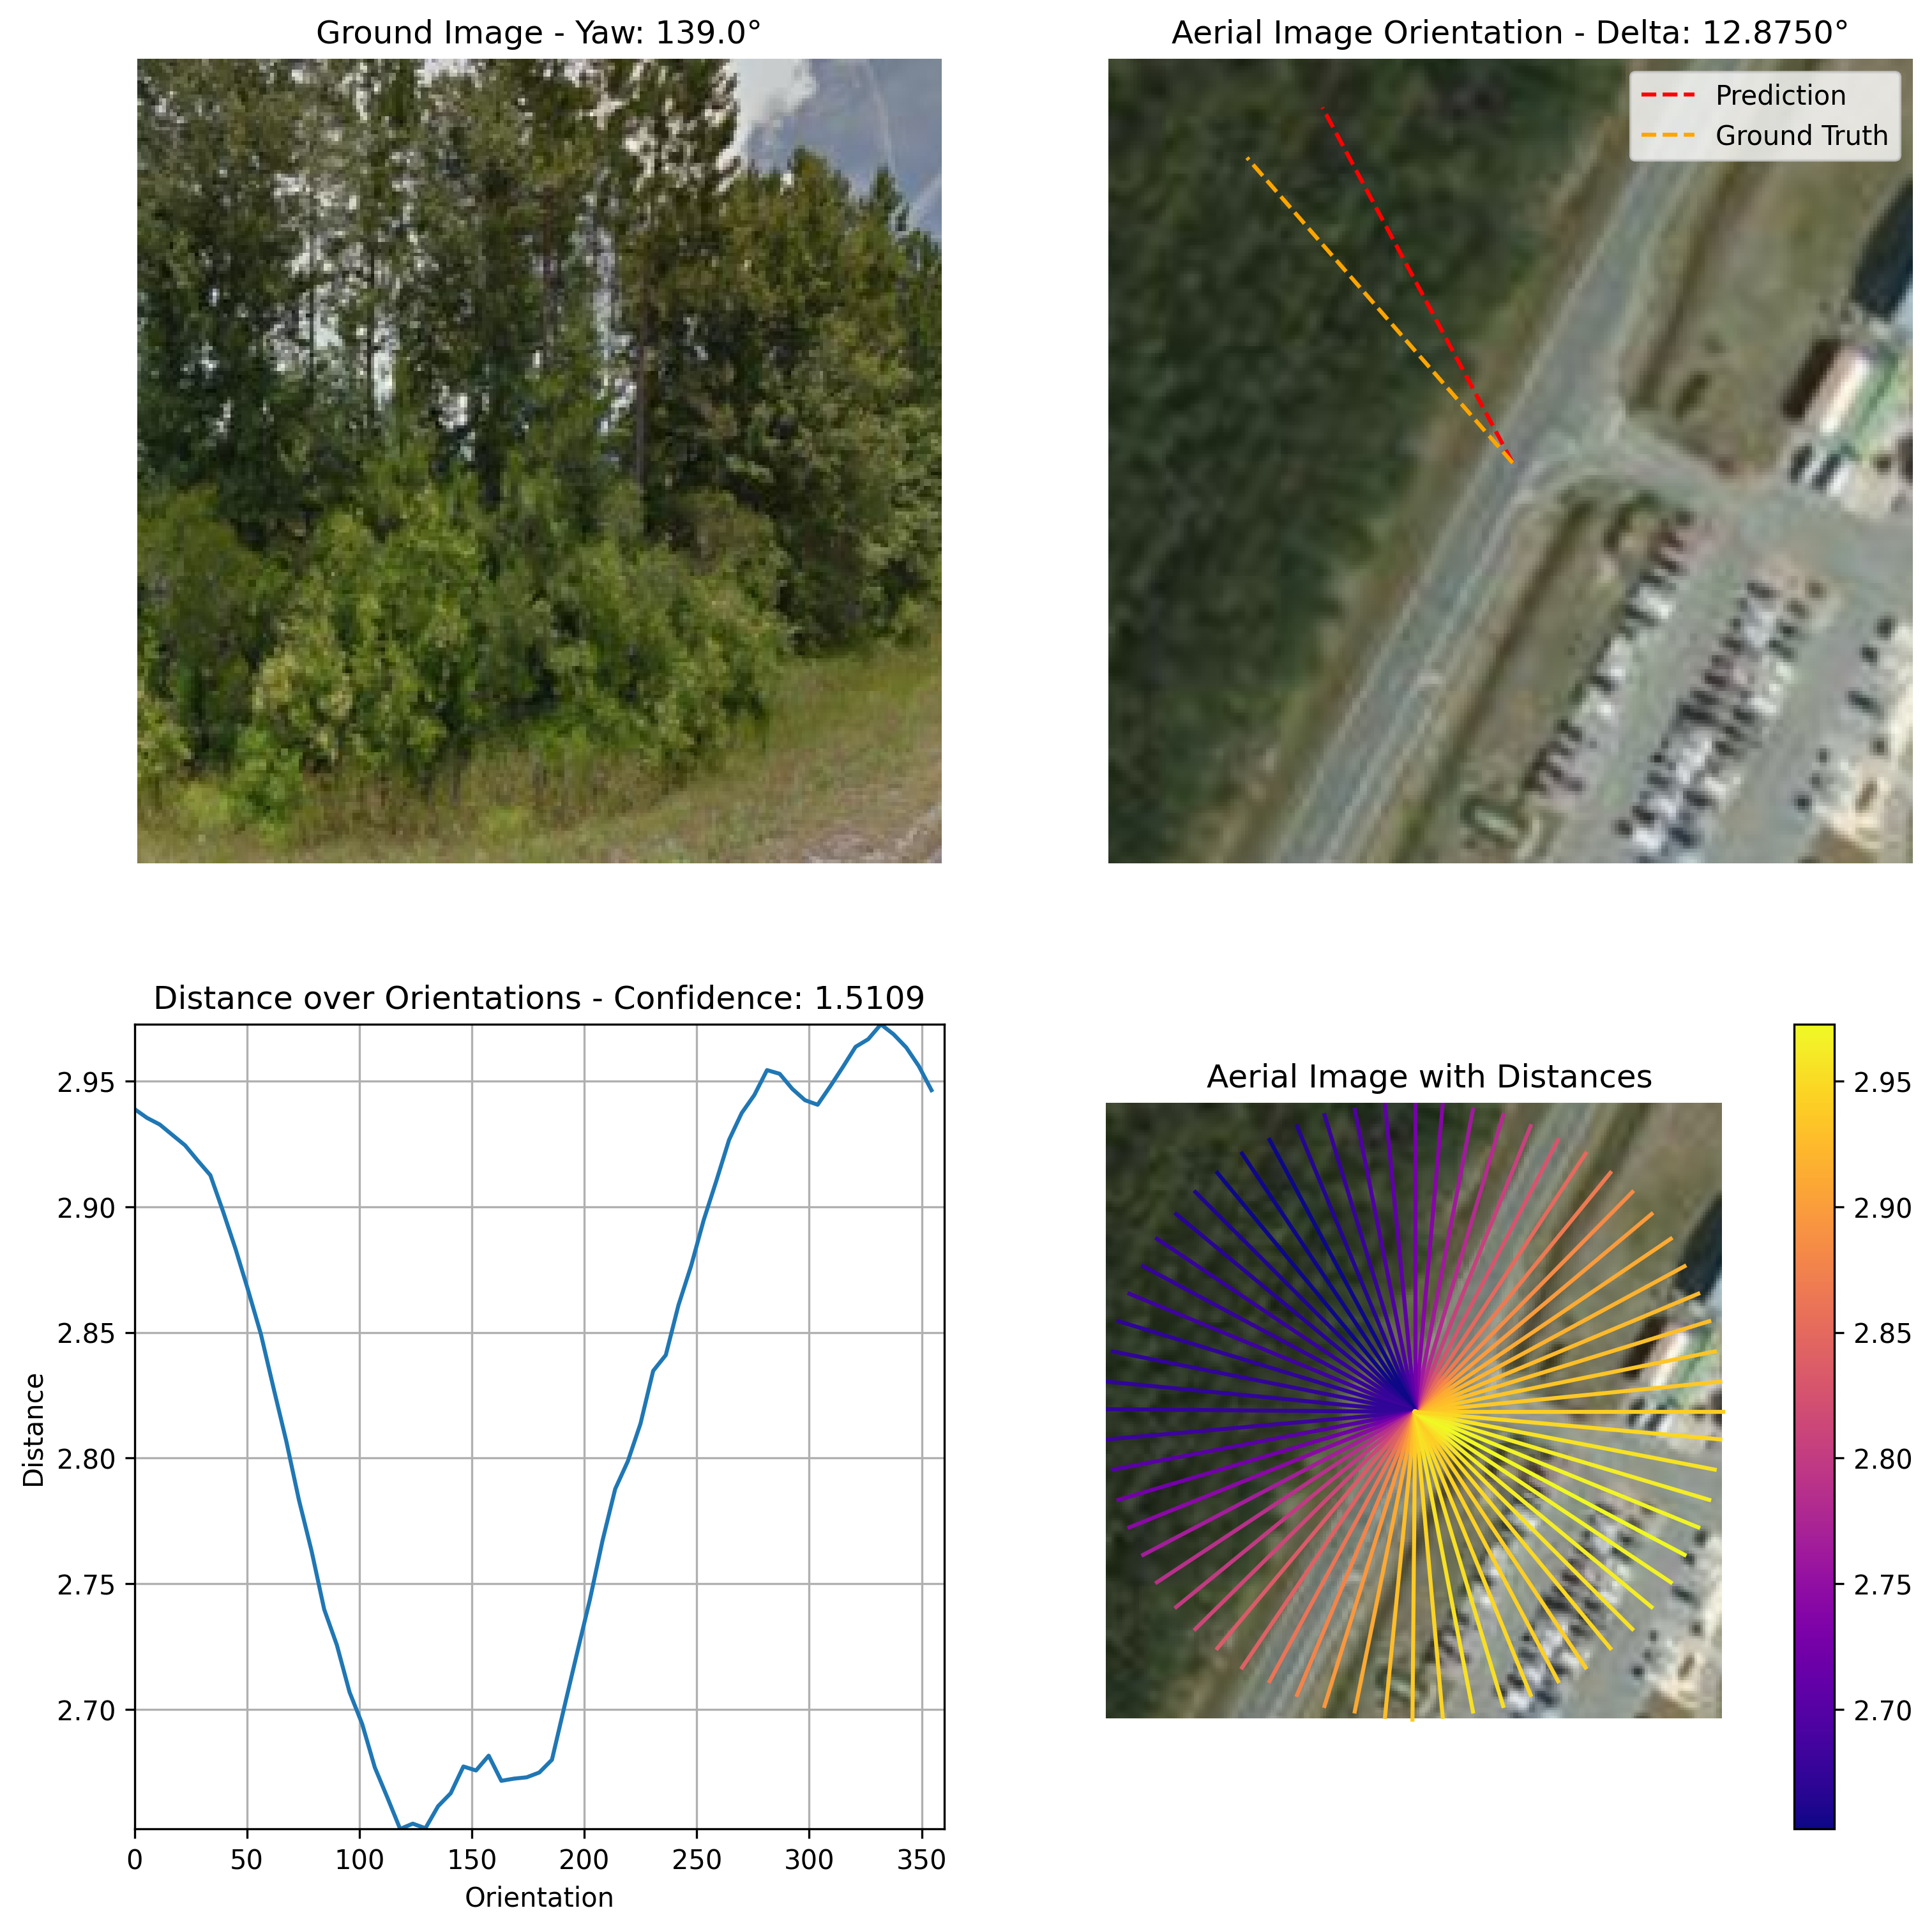 Ground Image - Yaw: 139.0°
Aerial Image Orientation - Delta: 12.8750°
Prediction
Ground Truth
Distance over Orientations - Confidence: 1.5109
2.95
2.90
2.85
2.80
2.75
2.70
Distance
0 50 100 150 200 250 300 350
Orientation
Aerial Image with Distances
2.95
2.90
2.85
2.80
2.75
2.70